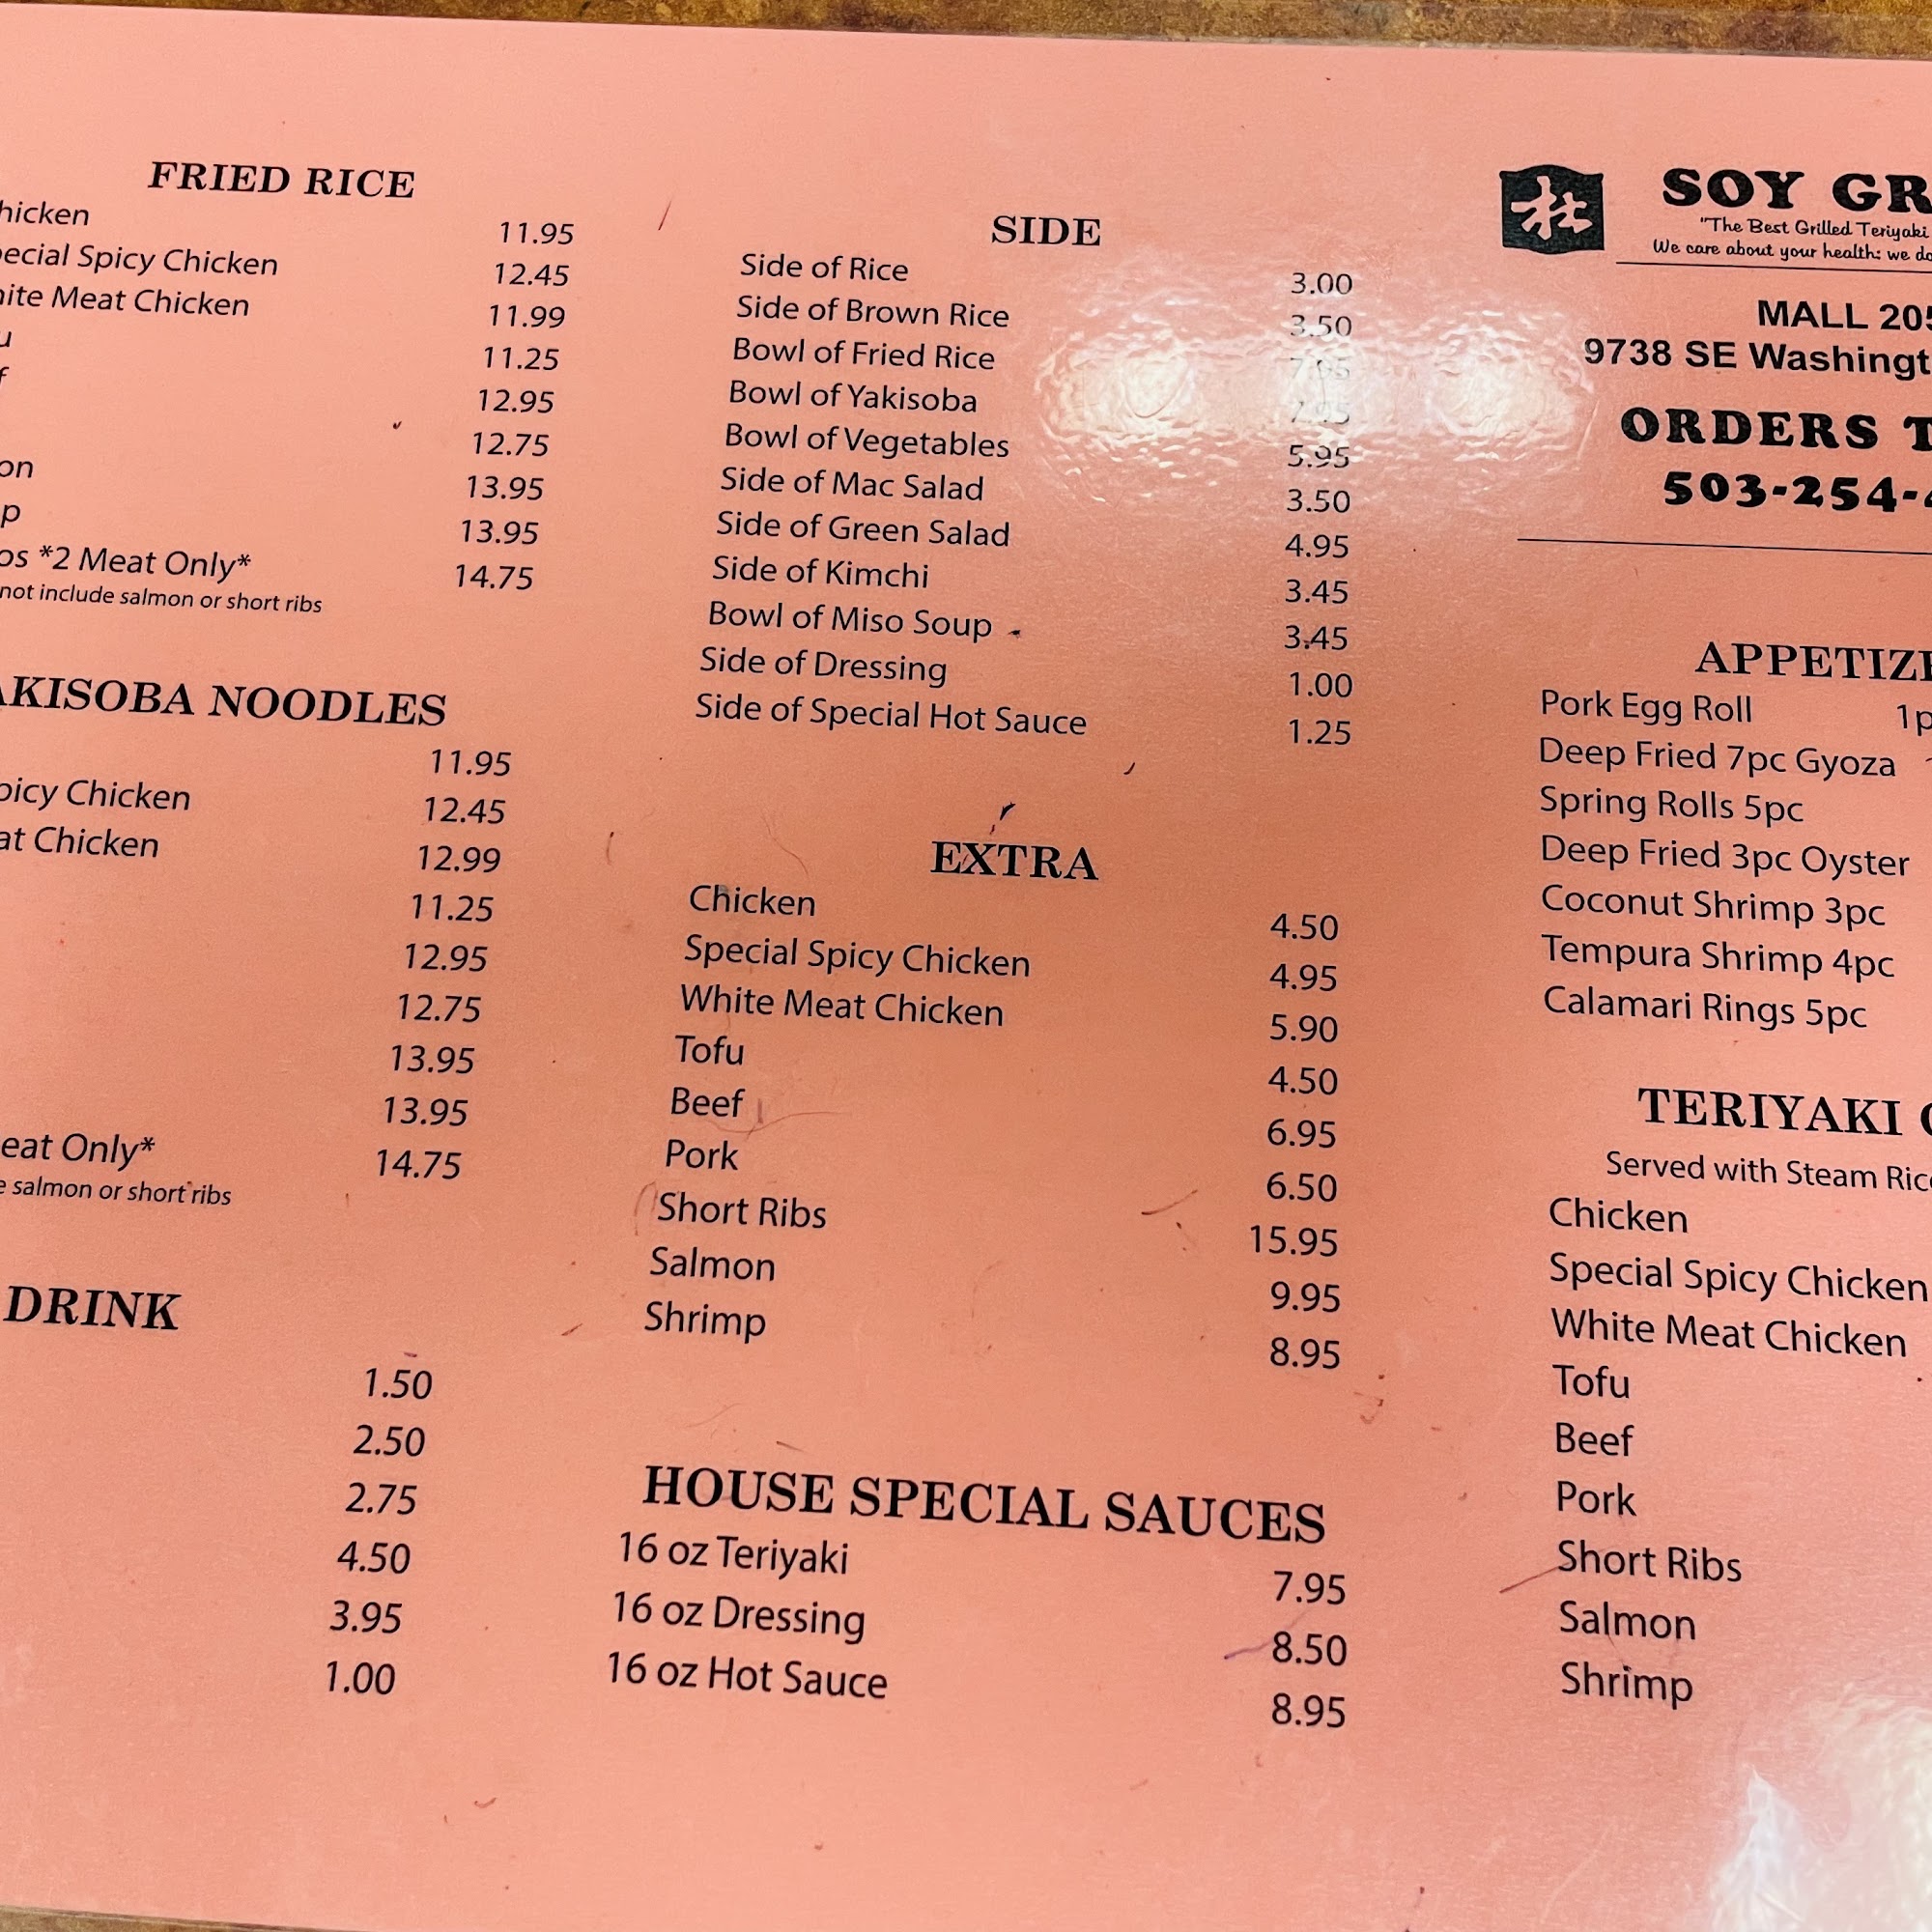 FRIED RICE
hicken 11.95
ecial Spicy Chicken 12.45
ite Meat Chicken 11.99
u 11.25
f 12.95
12.75
on 13.95
p 13.95
os *2 Meat Only* 14.75
not include salmon or short ribs
AKISOBA NOODLES
11.95
picy Chicken 12.45
at Chicken 12.99
11.25
12.95
12.75
13.95
13.95
eat Only* 14.75
e salmon or short ribs
DRINK
1.50
2.50
2.75
4.50
3.95
1.00
SIDE
Side of Rice 3.00
Side of Brown Rice 3.50
Bowl of Fried Rice 7.95
Bowl of Yakisoba 7.95
Bowl of Vegetables 5.95
Side of Mac Salad 3.50
Side of Green Salad 4.95
Side of Kimchi 3.45
Bowl of Miso Soup 3.45
Side of Dressing 1.00
Side of Special Hot Sauce 1.25
EXTRA
Chicken 4.50
Special Spicy Chicken 4.95
White Meat Chicken 5.90
Tofu 4.50
Beef 6.95
Pork 6.50
Short Ribs 15.95
Salmon 9.95
Shrimp 8.95
HOUSE SPECIAL SAUCES
16 oz Teriyaki 7.95
16 oz Dressing 8.50
16 oz Hot Sauce 8.95
SOY GR
"The Best Grilled Teriyaki
We care about your health; we do
MALL 205
9738 SE Washingt
ORDERS T
503-254-
APPETIZE
Pork Egg Roll 1p
Deep Fried 7pc Gyoza
Spring Rolls 5pc
Deep Fried 3pc Oyster
Coconut Shrimp 3pc
Tempura Shrimp 4pc
Calamari Rings 5pc
TERIYAKI
Served with Steam Rice
Chicken
Special Spicy Chicken
White Meat Chicken
Tofu
Beef
Pork
Short Ribs
Salmon
Shrimp